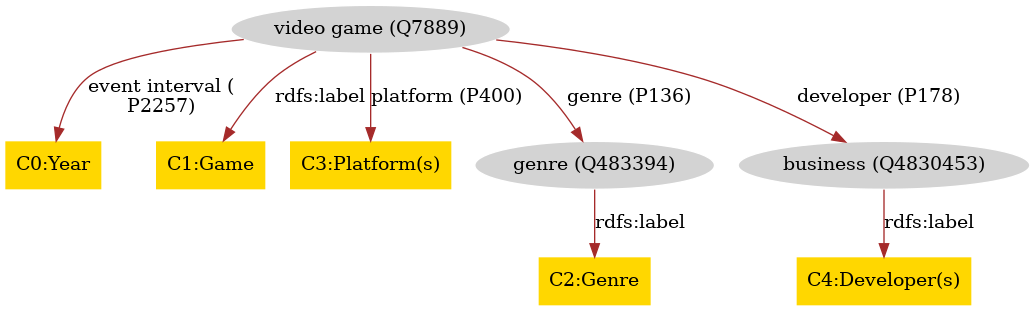 video game (Q7889)
event interval (
P2257)
rdfs:label
platform (P400)
genre (P136)
developer (P178)
C0:Year
C1:Game
C3:Platform(s)
genre (Q483394)
business (Q4830453)
rdfs:label
rdfs:label
C2:Genre
C4:Developer(s)